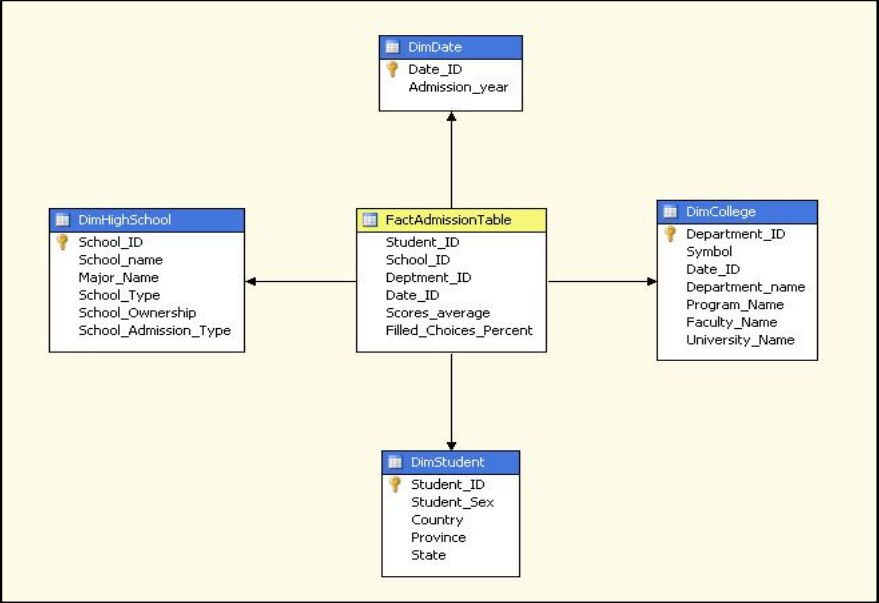 DimDate
Date_ID
Admission_year
DimHighSchool
School_ID
School_name
Major_Name
School_Type
School_Ownership
School_Admission_Type
FactAdmissionTable
Student_ID
School_ID
Deptment_ID
Date_ID
Scores_average
Filled_Choices_Percent
DimCollege
Department_ID
Symbol
Date_ID
Department_name
Program_Name
Faculty_Name
University_Name
DimStudent
Student_ID
Student_Sex
Country
Province
State